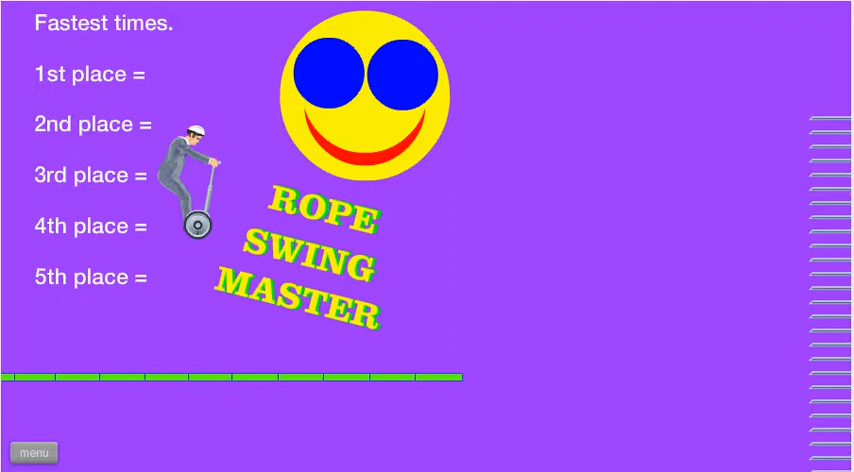 Fastest times.
1st place =
2nd place =
3rd place =
4th place =
5th place =
ROPE
SWING
MASTER
menu